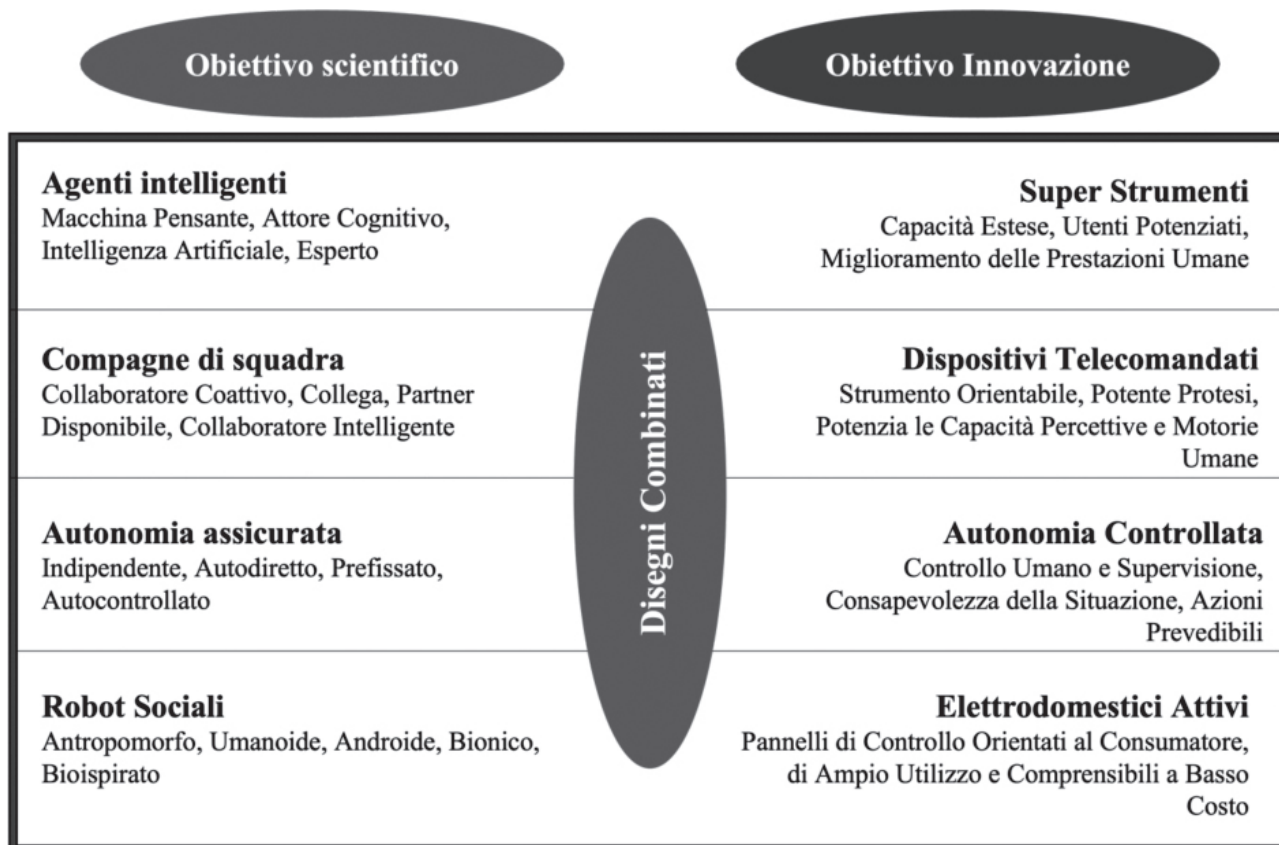 Obiettivo scientifico
Obiettivo Innovazione
Agenti intelligenti
Macchina Pensante, Attore Cognitivo,
Intelligenza Artificiale, Esperto
Super Strumenti
Capacità Estese, Utenti Potenziati,
Miglioramento delle Prestazioni Umane
Compagne di squadra
Collaboratore Coattivo, Collega, Partner
Disponibile, Collaboratore Intelligente
Dispositivi Telecomandati
Strumento Orientabile, Potente Protesi,
Potenzia le Capacità Percettive e Motorie
Umane
Disegni Combinati
Autonomia assicurata
Indipendente, Autodiretto, Prefissato,
Autocontrollato
Autonomia Controllata
Controllo Umano e Supervisione,
Consapevolezza della Situazione, Azioni
Prevedibili
Robot Sociali
Antropomorfo, Umanoide, Androide, Bionico,
Bioispirato
Elettrodomestici Attivi
Pannelli di Controllo Orientati al Consumatore,
di Ampio Utilizzo e Comprensibili a Basso
Costo